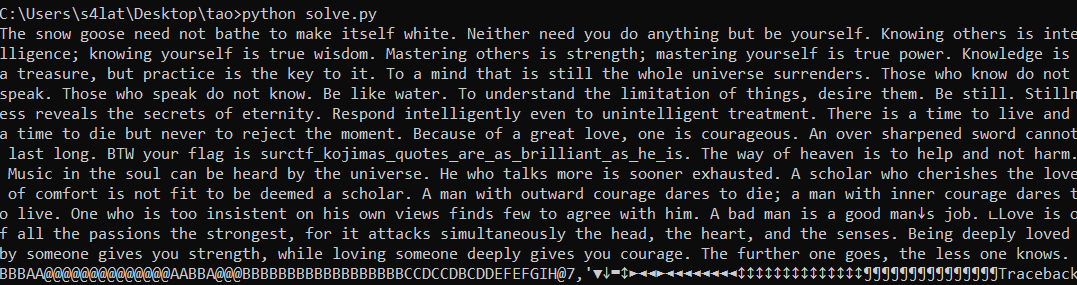 C:\Users\s4lat\Desktop\tao>python solve.py
The snow goose need not bathe to make itself white. Neither need you do anything but be yourself. Knowing others is inte
lligence; knowing yourself is true wisdom. Mastering others is strength; mastering yourself is true power. Knowledge is
a treasure, but practice is the key to it. To a mind that is still the whole universe surrenders. Those who know do not
speak. Those who speak do not know. Be like water. To understand the limitation of things, desire them. Be still. Stilln
ess reveals the secrets of eternity. Respond intelligently even to unintelligent treatment. There is a time to live and
a time to die but never to reject the moment. Because of a great love, one is courageous. An over sharpened sword cannot
last long. BTW your flag is surctf_kojimas_quotes_are_as_brilliant_as_he_is. The way of heaven is to help and not harm.
Music in the soul can be heard by the universe. He who talks more is sooner exhausted. A scholar who cherishes the love
of comfort is not fit to be deemed a scholar. A man with outward courage dares to die; a man with inner courage dares t
o live. One who is too insistent on his own views finds few to agree with him. A bad man is a good man↓s job. ∟Love is o
f all the passions the strongest, for it attacks simultaneously the head, the heart, and the senses. Being deeply loved
by someone gives you strength, while loving someone deeply gives you courage. The further one goes, the less one knows.
BBBAA@@@@@@@@@@@@@@AABBA@@@BBBBBBBBBBBBBBBBBBCCDCCDBCDDEFEFGIH@7,'▼↓▬↕►◄◄►◄◄◄◄◄◄◄◄◄↕↕↕↕↕↕↕↕↕↕↕↕↕↕¶¶¶¶¶¶¶¶¶¶¶¶¶¶¶Traceback